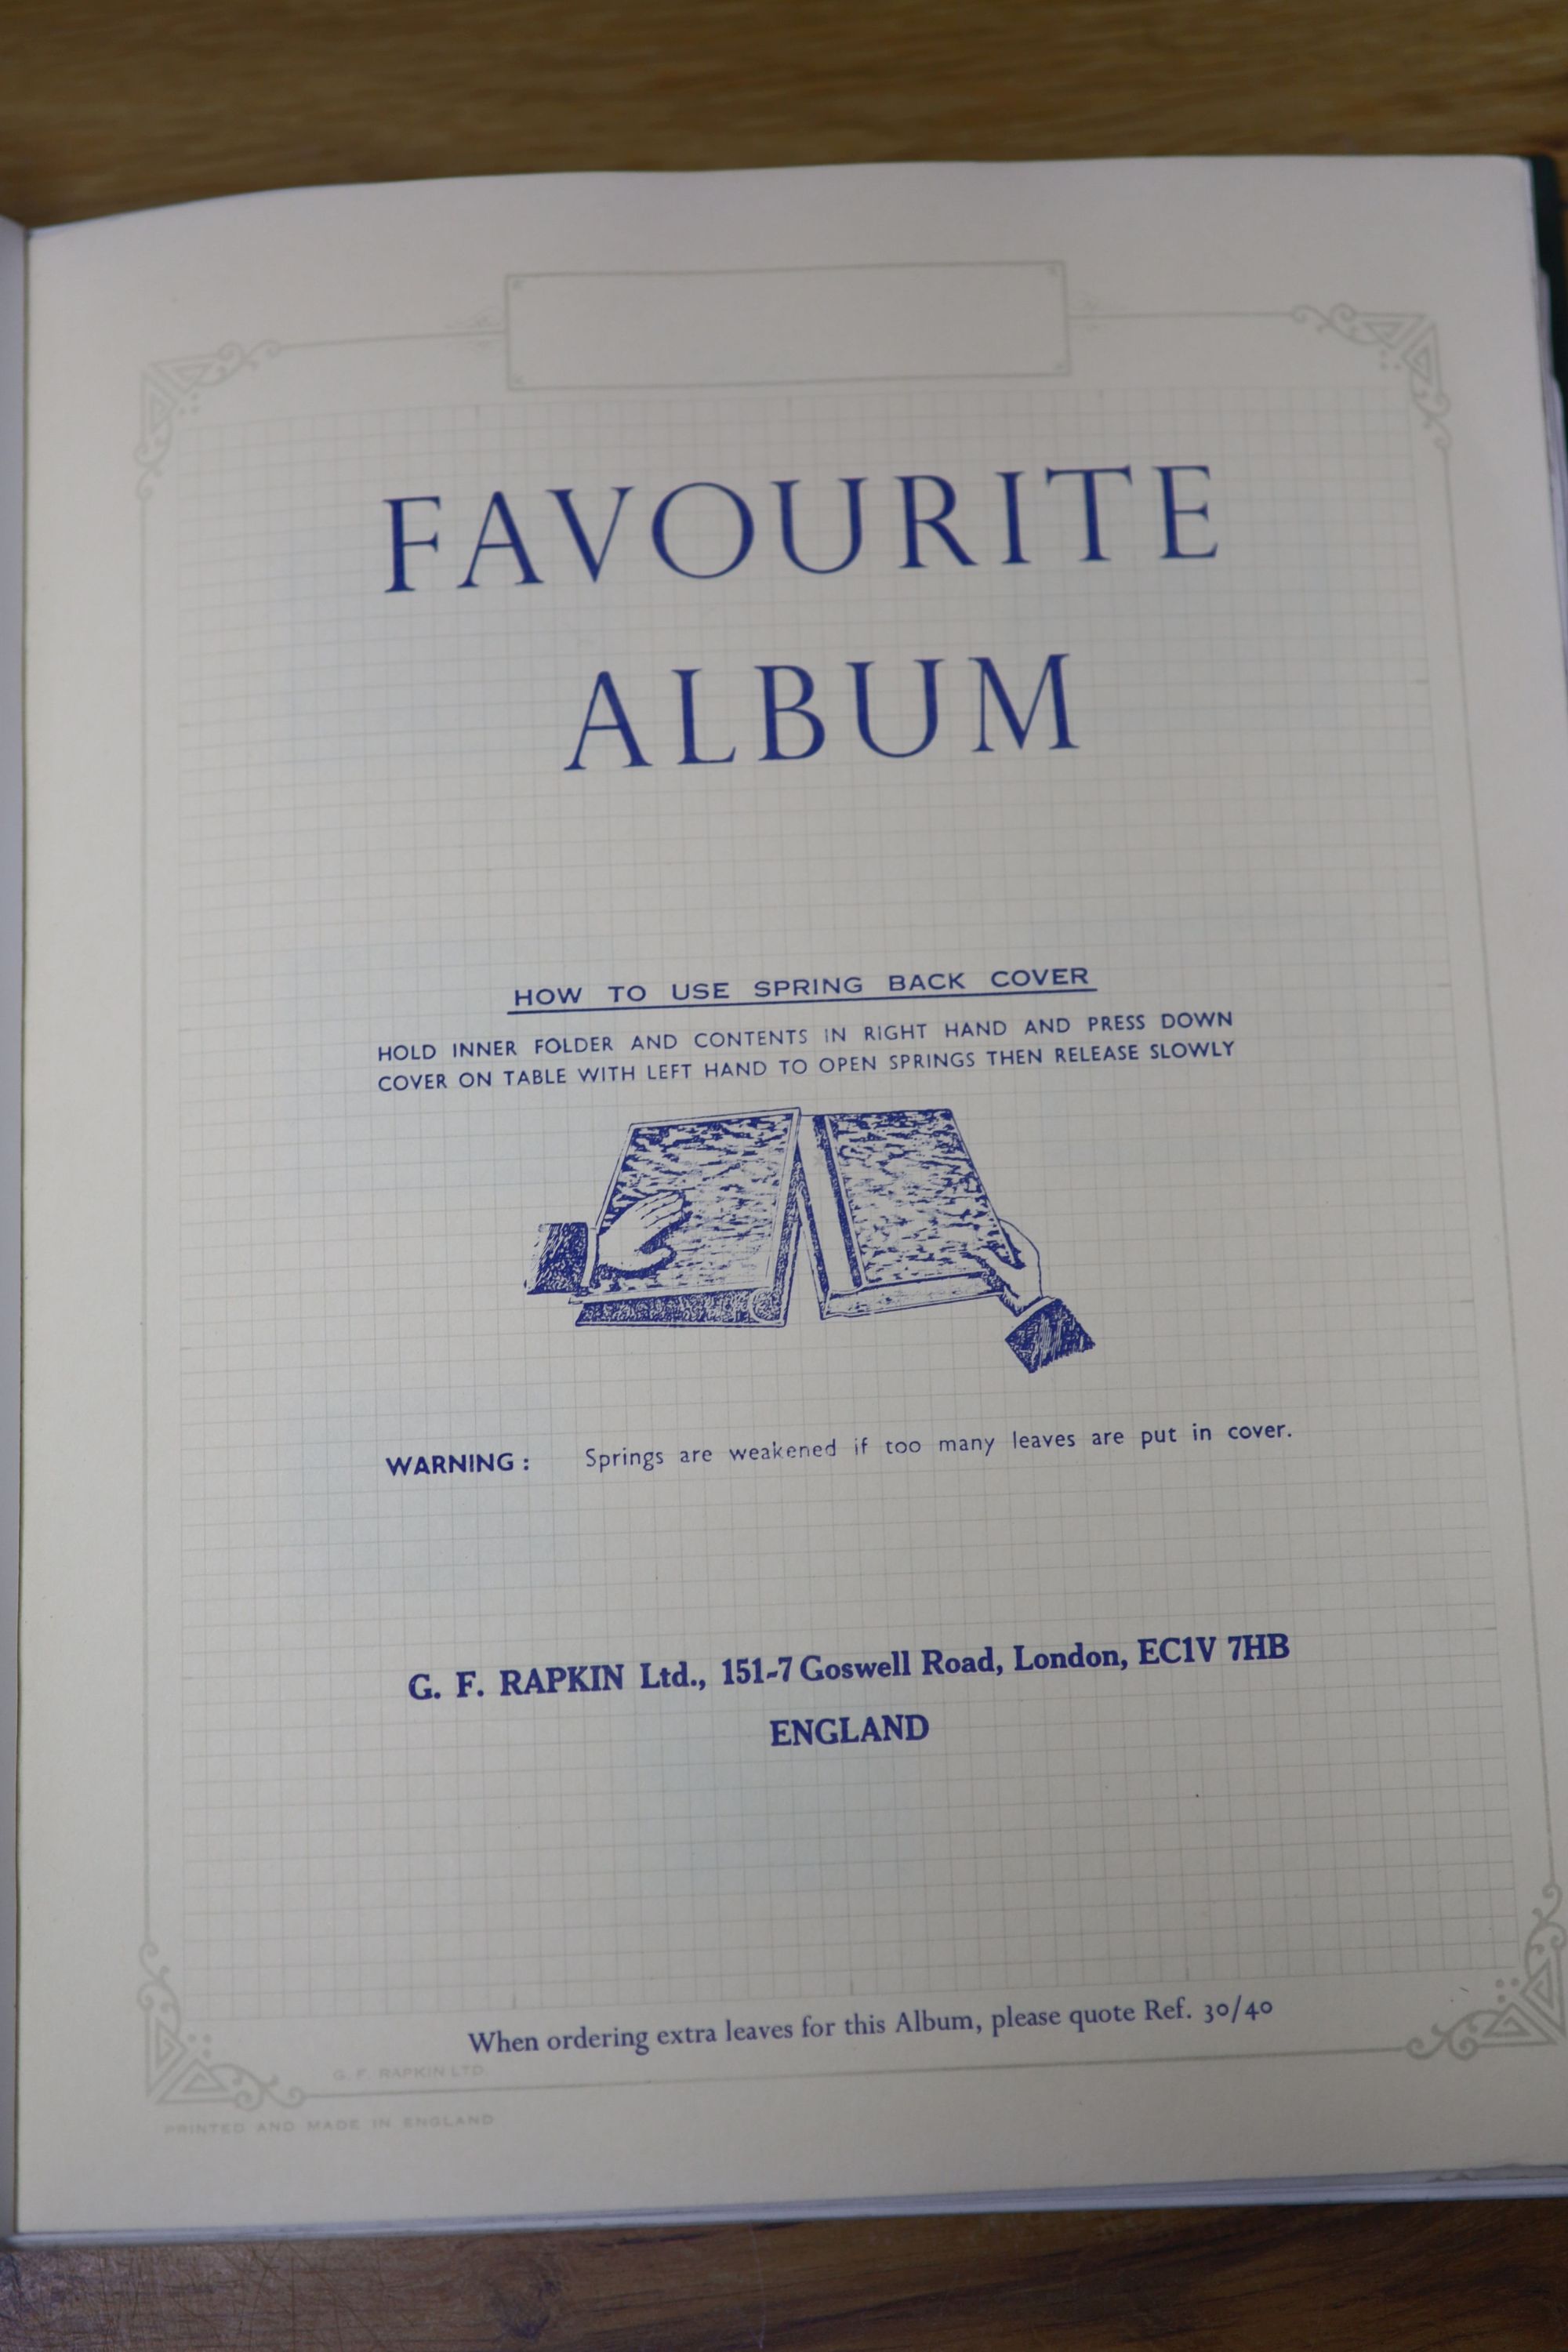 FAVOURITE
ALBUM
HOW TO USE SPRING BACK COVER
HOLD INNER FOLDER AND CONTENTS IN RIGHT HAND AND PRESS DOWN
COVER ON TABLE WITH LEFT HAND TO OPEN SPRINGS THEN RELEASE SLOWLY
WARNING : Springs are weakened if too many leaves are put in cover.
G. F. RAPKIN Ltd., 151-7 Goswell Road, London, EC1V 7HB
ENGLAND
When ordering extra leaves for this Album, please quote Ref. 30/40
G. F. RAPKIN LTD.
PRINTED AND MADE IN ENGLAND